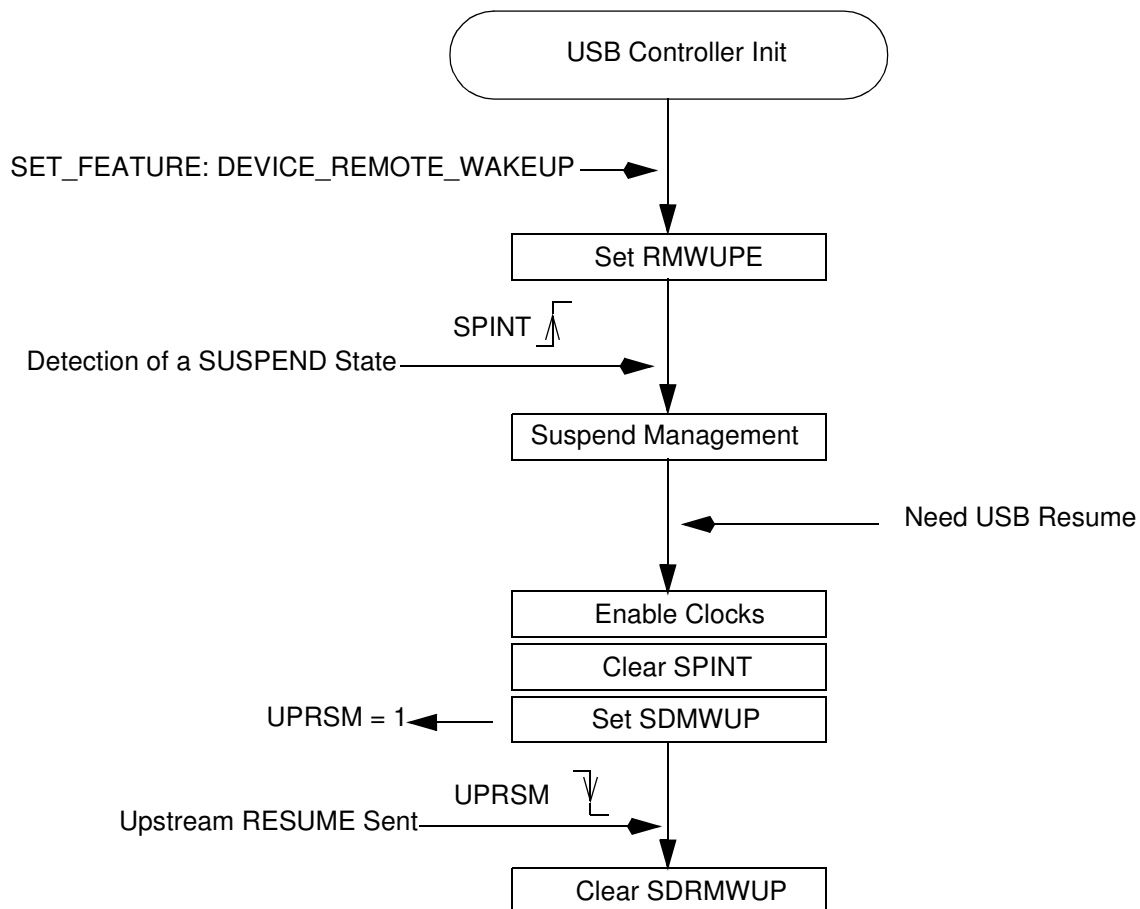 USB Controller Init
SET_FEATURE: DEVICE_REMOTE_WAKEUP
Set RMWUPE
SPINT
Detection of a SUSPEND State
Suspend Management
Need USB Resume
Enable Clocks
Clear SPINT
UPRSM = 1
Set SDMWUP
UPRSM
Upstream RESUME Sent
Clear SDRMWUP